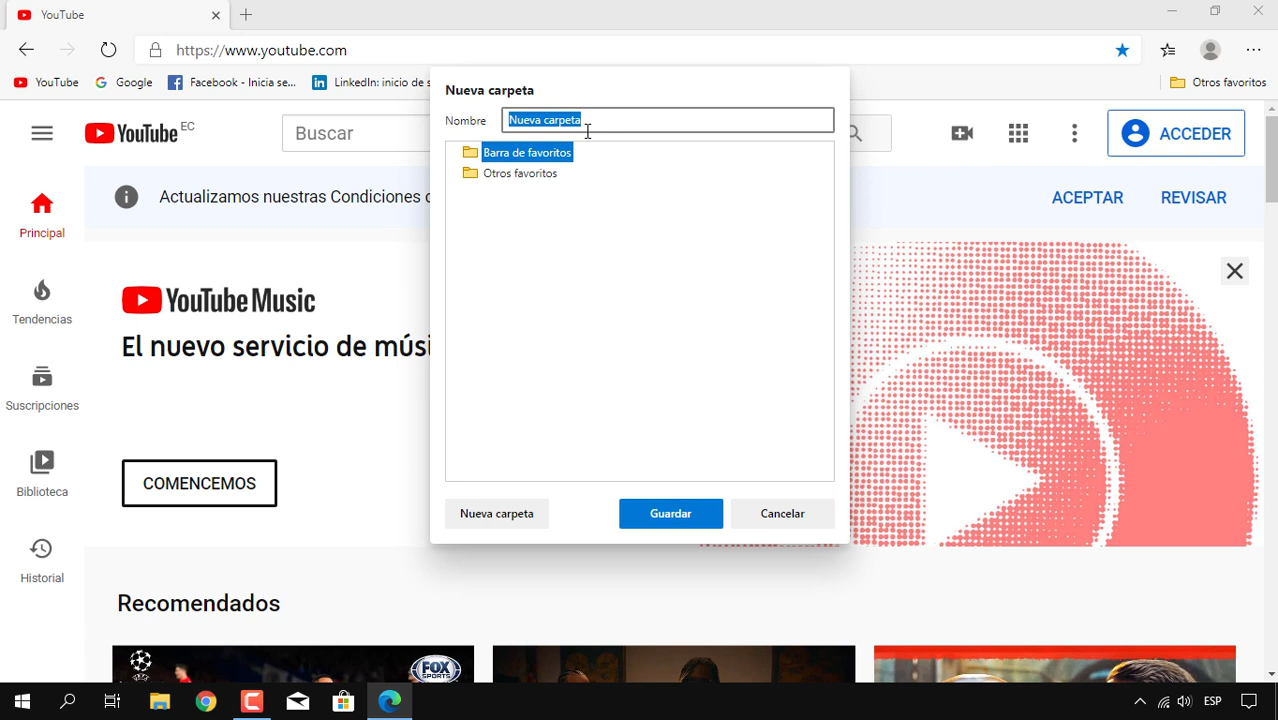 YouTube
https://www.youtube.com
YouTube
Google
Facebook - Inicia se...
LinkedIn: inicio de s
Otros favoritos
Nueva carpeta
Nombre
Nueva carpeta
Barra de favoritos
Otros favoritos
Nueva carpeta
Guardar
Cancelar
YouTube EC
Buscar
ACCEDER
Actualizamos nuestras Condiciones
ACEPTAR
REVISAR
Principal
Tendencias
Suscripciones
Biblioteca
Historial
YouTube Music
El nuevo servicio de músi
COMENCEMOS
Recomendados
FOX
SPORTS
ESP